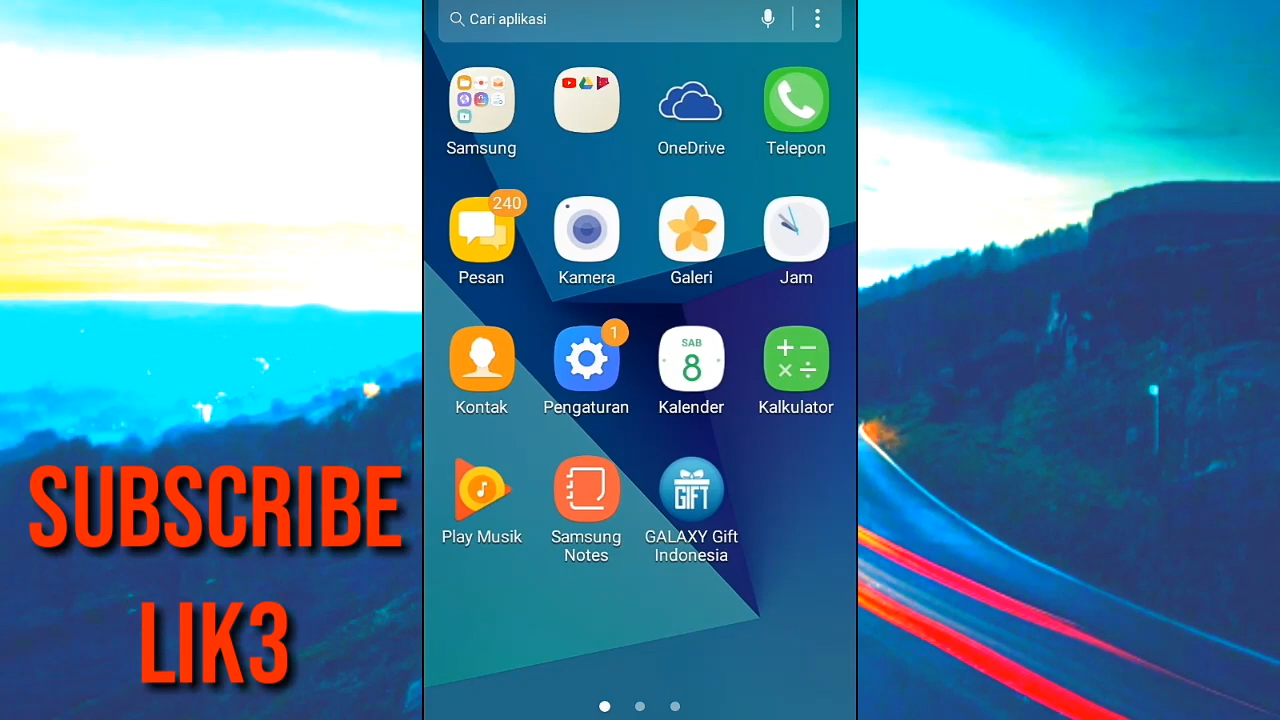 Cari aplikasi
Samsung
OneDrive
Telepon
240
Pesan
Kamera
Galeri
Jam
1
SAB
8
Kontak
Pengaturan
Kalender
Kalkulator
GIFT
Play Musik
Samsung
Notes
GALAXY Gift
Indonesia
SUBSCRIBE
LIK3